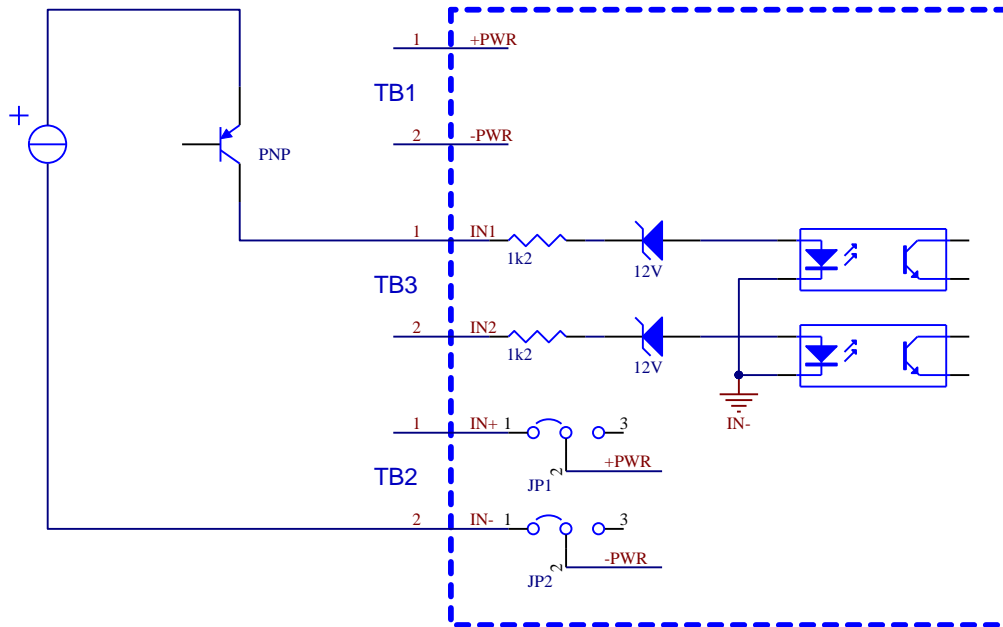 1 +PWR
TB1
+
2 -PWR
PNP
1 IN1
1k2
12V
TB3
2 IN2
1k2
12V
IN-
1 IN+ 1 3
2 +PWR
TB2
JP1
2 IN- 1 3
2 -PWR
JP2